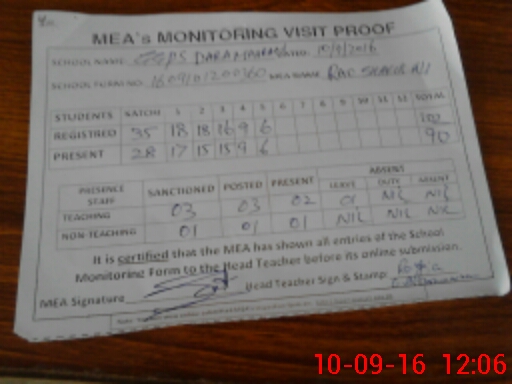 MEA's MONITORING VISIT PROOF
SCHOOL NAME GGPS DATE 10/9/2016
SCHOOL FORM NO. MEA NAME
STUDENTS KATCHI 1 2 3 4 5 6 7 8 9 10 11 12 TOTAL
REGISTRED 35 18 18 16 9 6 102
PRESENT 28 17 15 15 9 6 90
PRESENCE STAFF SANCTIONED POSTED PRESENT ABSENT
LEAVE DUTY ABSENT
TEACHING 03 03 02 01 NIL NIL
NON-TEACHING 01 01 01 NIL NIL NIL
It is certified that the MEA has shown all entries of the School
Monitoring Form to the Head Teacher before its online submission.
MEA Signature Head Teacher Sign & Stamp:
10-09-16 12:06